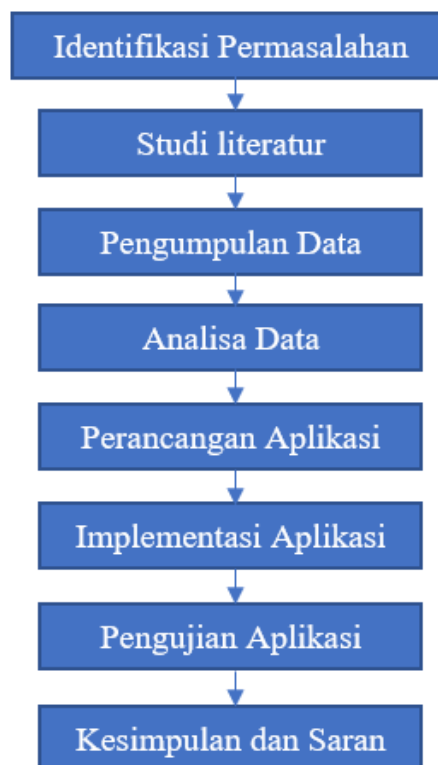 Identifikasi Permasalahan
Studi literatur
Pengumpulan Data
Analisa Data
Perancangan Aplikasi
Implementasi Aplikasi
Pengujian Aplikasi
Kesimpulan dan Saran